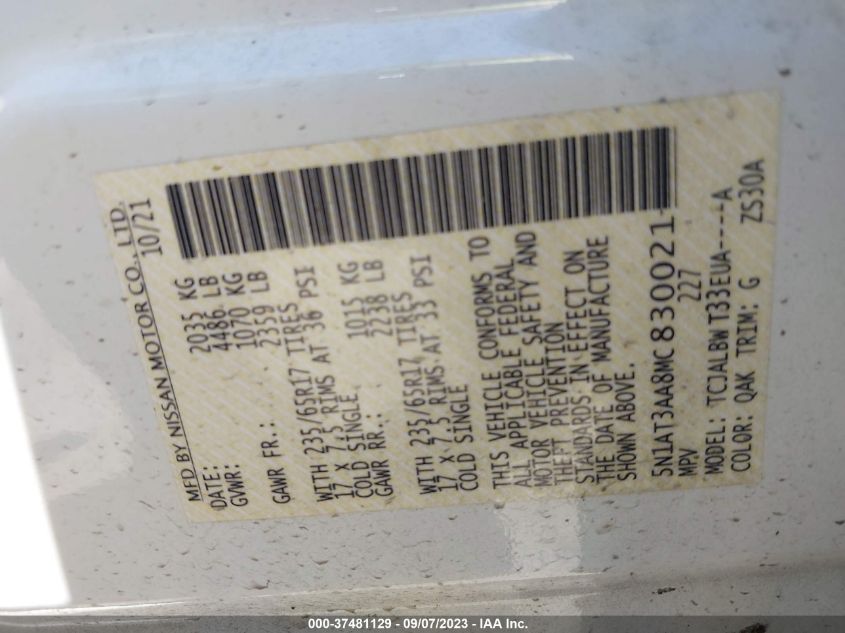 MFD BY NISSAN MOTOR CO., LTD.
DATE: 10/21
GVWR: 2035 KG
4486 LB
GAWR FR.: 1070 KG
2359 LB
WITH 235/65R17 TIRES
17 X 7.5 RIMS AT 36 PSI
COLD SINGLE
GAWR RR.: 1015 KG
2238 LB
WITH 235/65R17 TIRES
17 X 7.5 RIMS AT 33 PSI
COLD SINGLE
THIS VEHICLE CONFORMS TO
ALL APPLICABLE FEDERAL
MOTOR VEHICLE SAFETY AND
THEFT PREVENTION
STANDARDS IN EFFECT ON
THE DATE OF MANUFACTURE
SHOWN ABOVE.
5N1AT3AA8MC830021
MPV 227
MODEL: TCJALBW T33EUA----A
COLOR: QAK TRIM: G ZS30A
000-37481129 - 09/07/2023 - IAA Inc.